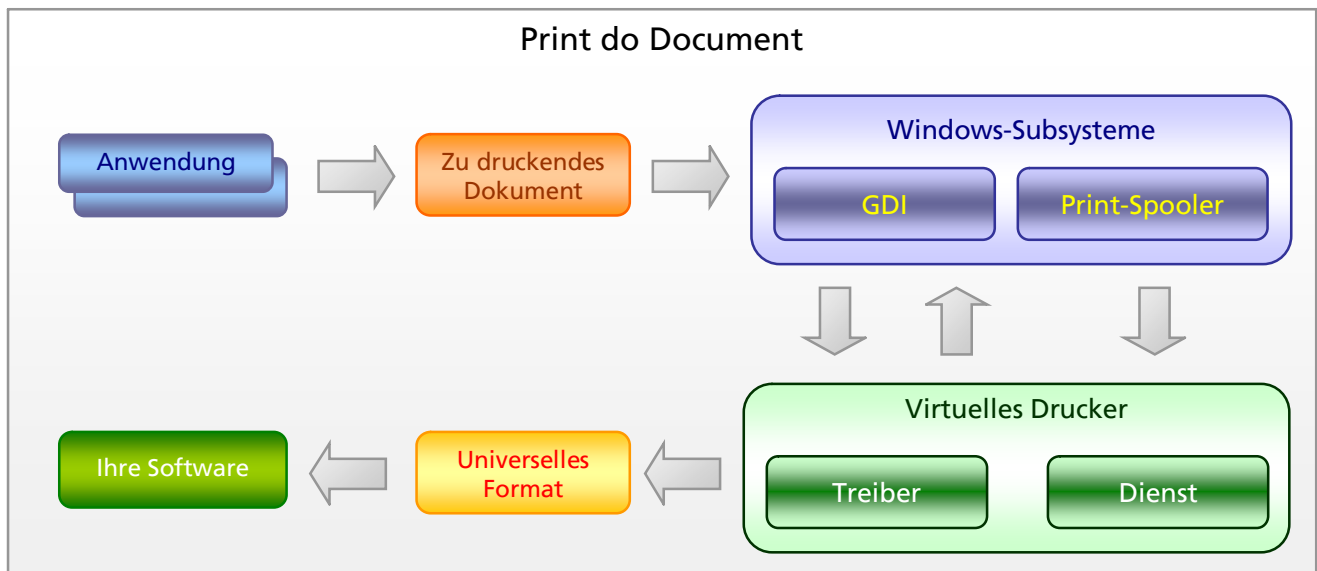 Print do Document
Anwendung
Zu druckendes
Dokument
Windows-Subsysteme
GDI
Print-Spooler
Virtuelles Drucker
Treiber
Dienst
Universelles
Format
Ihre Software